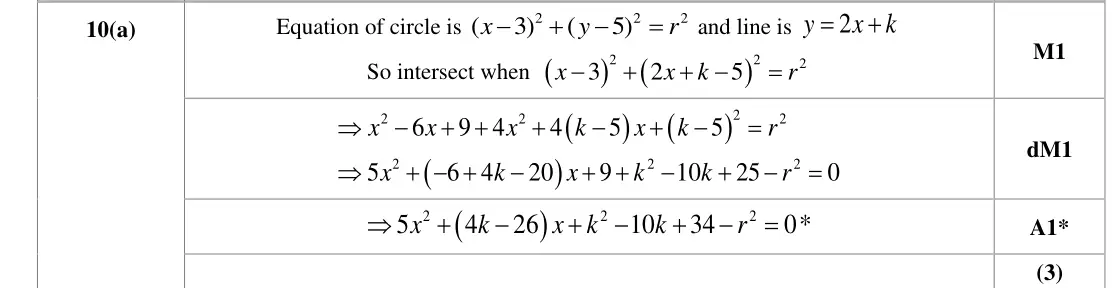 10(a)
Equation of circle is (x−3)² + (y−5)² = r² and line is y = 2x + k
So intersect when (x−3)² + (2x + k − 5)² = r²
M1
⇒ x² − 6x + 9 + 4x² + 4(k − 5)x + (k − 5)² = r²
⇒ 5x² + (−6 + 4k − 20)x + 9 + k² − 10k + 25 − r² = 0
dM1
⇒ 5x² + (4k − 26)x + k² − 10k + 34 − r² = 0*
A1*
(3)